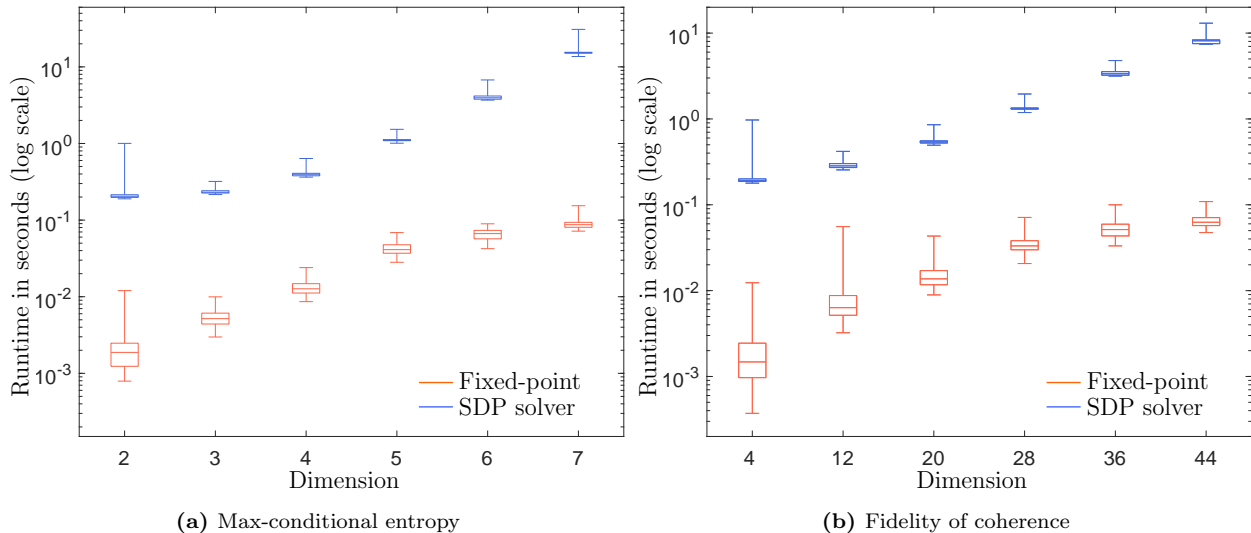 Runtime in seconds (log scale)
10^1
10^0
10^-1
10^-2
10^-3
Fixed-point
SDP solver
2 3 4 5 6 7
Dimension
(a) Max-conditional entropy
Runtime in seconds (log scale)
10^1
10^0
10^-1
10^-2
10^-3
Fixed-point
SDP solver
4 12 20 28 36 44
Dimension
(b) Fidelity of coherence